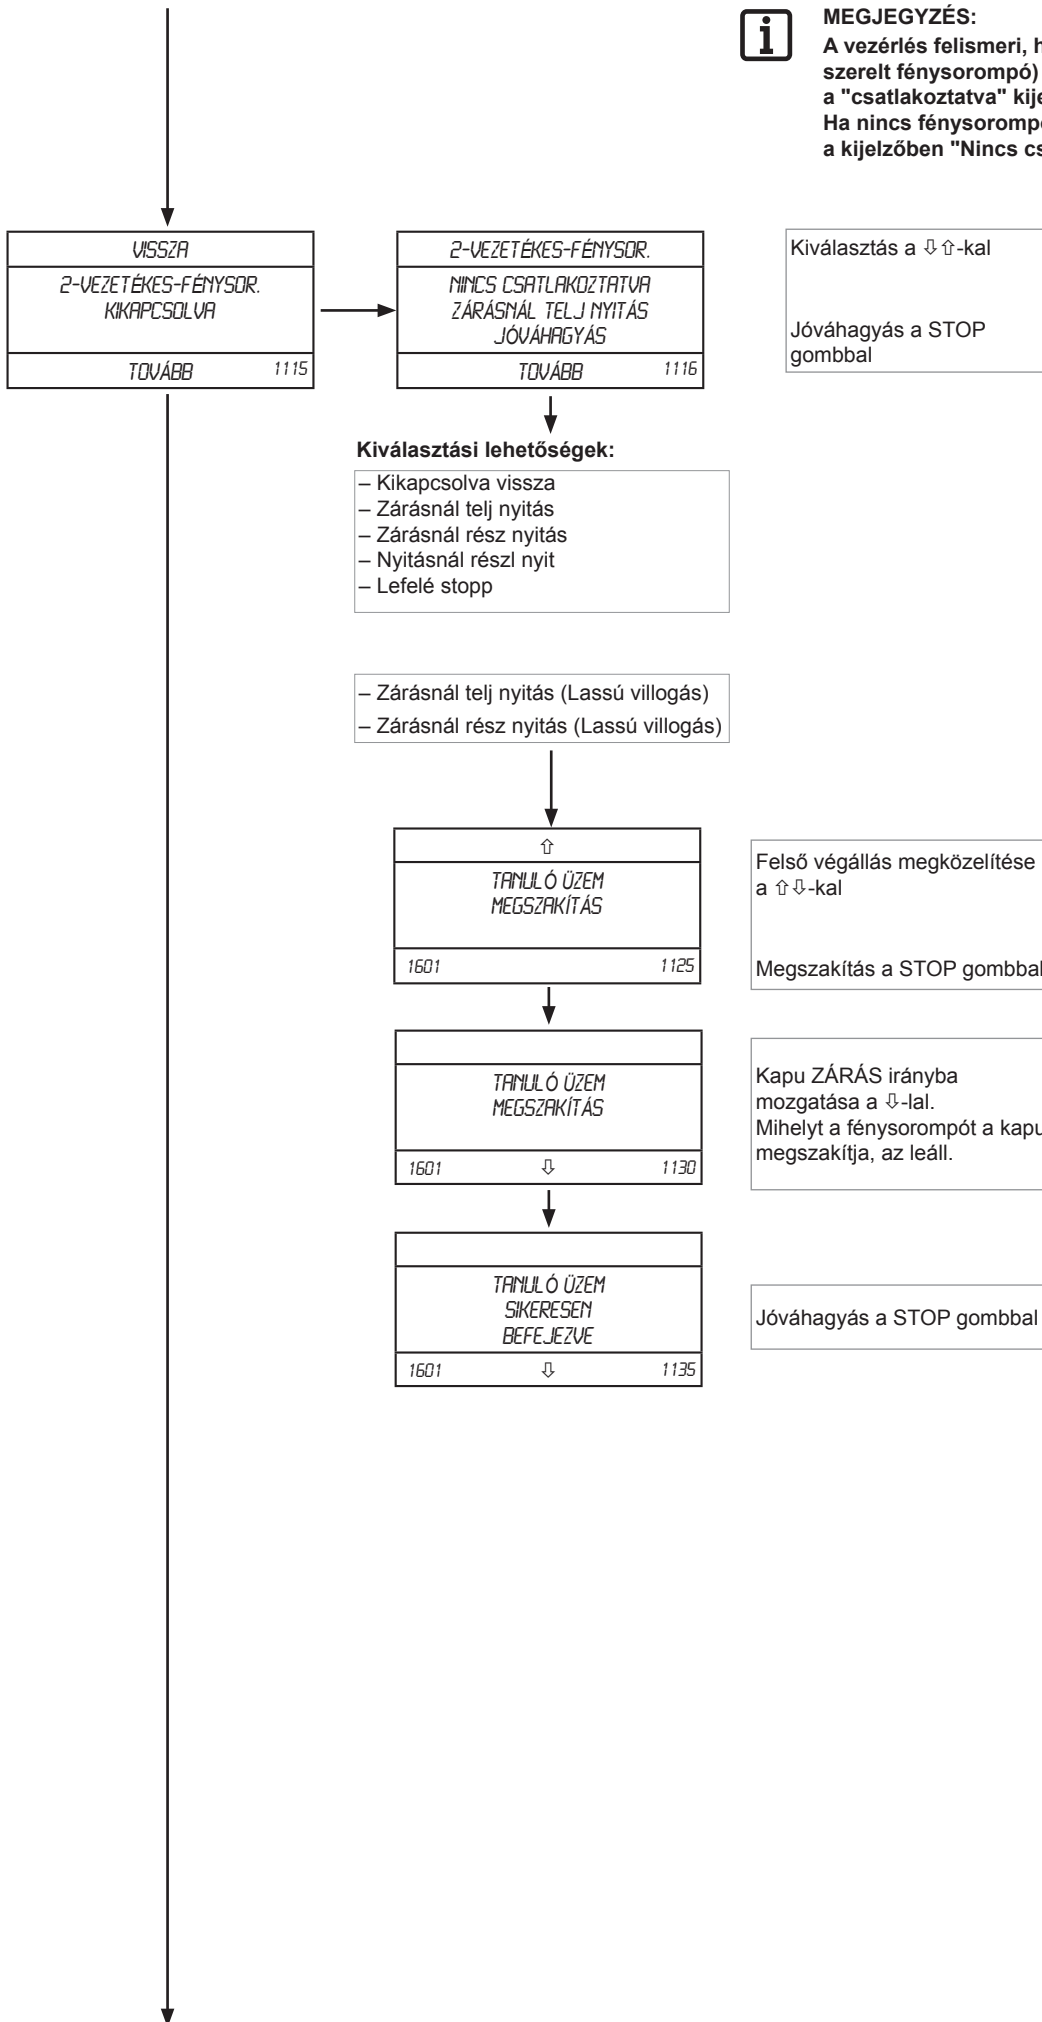 MEGJEGYZÉS:
A vezérlés felismeri, h
szerelt fénysorompó)
a "csatlakoztatva" kije
Ha nincs fénysorompó
a kijelzőben "Nincs cs
VISSZA
2-VEZETÉKES-FÉNYSOR.
KIKAPCSOLVA
TOVÁBB 1115
2-VEZETÉKES-FÉNYSOR.
NINCS CSATLAKOZTATVA
ZÁRÁSNÁL TELJ NYITÁS
JÓVÁHAGYÁS
TOVÁBB 1116
Kiválasztás a ⇩⇧-kal
Jóváhagyás a STOP
gombbal
Kiválasztási lehetőségek:
– Kikapcsolva vissza
– Zárásnál telj nyitás
– Zárásnál rész nyitás
– Nyitásnál részl nyit
– Lefelé stopp
– Zárásnál telj nyitás (Lassú villogás)
– Zárásnál rész nyitás (Lassú villogás)
⇧
TANULÓ ÜZEM
MEGSZAKÍTÁS
1601 1125
Felső végállás megközelítése
a ⇧⇩-kal
Megszakítás a STOP gombbal
TANULÓ ÜZEM
MEGSZAKÍTÁS
1601 ⇩ 1130
Kapu ZÁRÁS irányba
mozgatása a ⇩-lal.
Mihelyt a fénysorompót a kapu
megszakítja, az leáll.
TANULÓ ÜZEM
SIKERESEN
BEFEJEZVE
1601 ⇩ 1135
Jóváhagyás a STOP gombbal